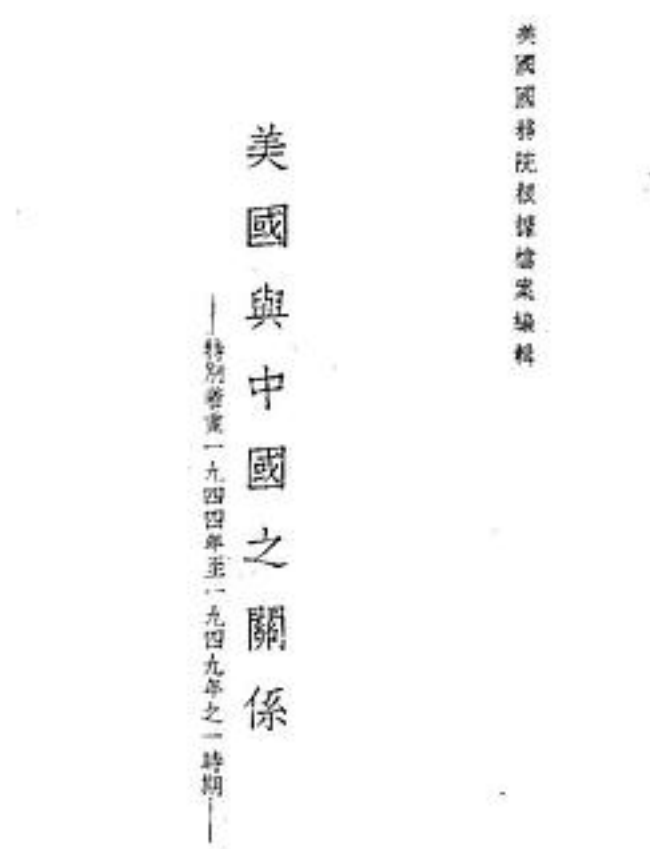 美國國務院根據檔案編輯
美國與中國之關係
——特別着重一九四四年至一九四九年之一時期——